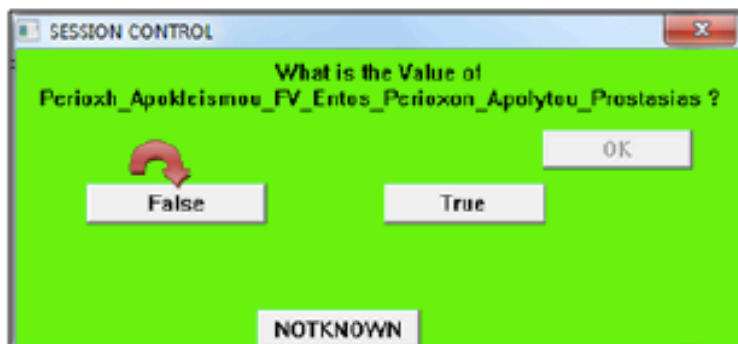 SESSION CONTROL
What is the Value of
Perioxh_Apokleismou_FV_Entos_Perioxon_Apolytou_Prostasias ?
OK
False
True
NOTKNOWN